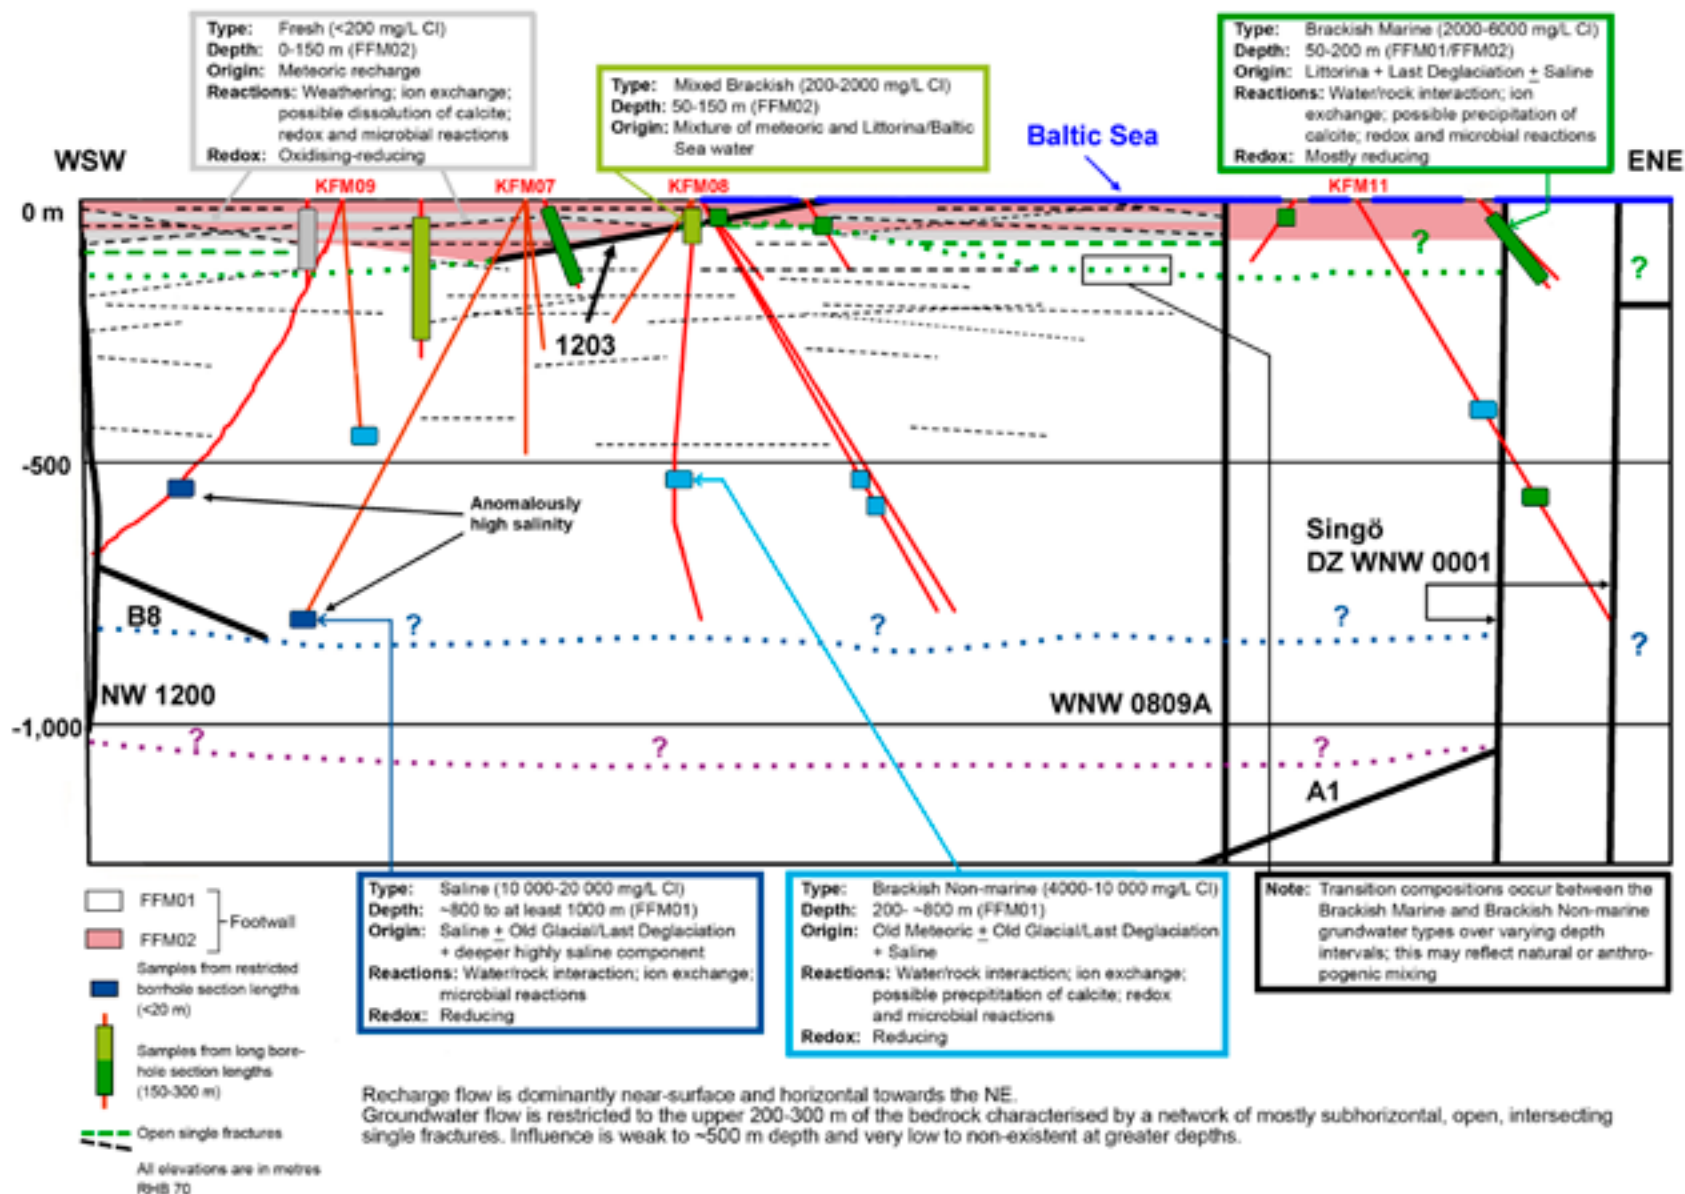 Type: Fresh (<200 mg/L Cl)
Depth: 0-150 m (FFM02)
Origin: Meteoric recharge
Reactions: Weathering; ion exchange;
possible dissolution of calcite;
redox and microbial reactions
Redox: Oxidising-reducing
Type: Mixed Brackish (200-2000 mg/L Cl)
Depth: 50-150 m (FFM02)
Origin: Mixture of meteoric and Littorina/Baltic
Sea water
Type: Brackish Marine (2000-6000 mg/L Cl)
Depth: 50-200 m (FFM01/FFM02)
Origin: Littorina + Last Deglaciation ± Saline
Reactions: Water/rock interaction; ion
exchange; possible precipitation of
calcite; redox and microbial reactions
Redox: Mostly reducing
Baltic Sea
WSW
ENE
KFM09
KFM07
KFM08
KFM11
0 m
?
?
1203
-500
Anomalously
high salinity
Singö
DZ WNW 0001
B8
?
?
?
?
NW 1200
WNW 0809A
-1,000
?
?
?
A1
FFM01
Footwall
FFM02
Samples from restricted
borrhole section lengths
(<20 m)
Samples from long bore-
hole section lengths
(150-300 m)
Open single fractures
All elevations are in metres
RHB 70
Type: Saline (10 000-20 000 mg/L Cl)
Depth: ~800 to at least 1000 m (FFM01)
Origin: Saline ± Old Glacial/Last Deglaciation
+ deeper highly saline component
Reactions: Water/rock interaction; ion exchange;
microbial reactions
Redox: Reducing
Type: Brackish Non-marine (4000-10 000 mg/L Cl)
Depth: 200- ~800 m (FFM01)
Origin: Old Meteoric ± Old Glacial/Last Deglaciation
+ Saline
Reactions: Water/rock interaction; ion exchange;
possible precpititation of calcite; redox
and microbial reactions
Redox: Reducing
Note: Transition compositions occur between the
Brackish Marine and Brackish Non-marine
grundwater types over varying depth
intervals; this may reflect natural or anthro-
pogenic mixing
Recharge flow is dominantly near-surface and horizontal towards the NE.
Groundwater flow is restricted to the upper 200-300 m of the bedrock characterised by a network of mostly subhorizontal, open, intersecting
single fractures. Influence is weak to ~500 m depth and very low to non-existent at greater depths.